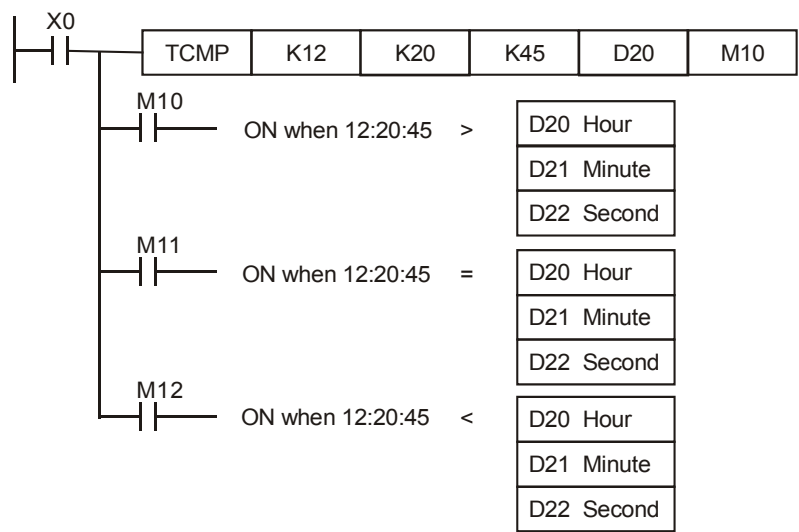 X0
TCMP K12 K20 K45 D20 M10
M10
ON when 12:20:45 > D20 Hour
D21 Minute
D22 Second
M11
ON when 12:20:45 = D20 Hour
D21 Minute
D22 Second
M12
ON when 12:20:45 < D20 Hour
D21 Minute
D22 Second